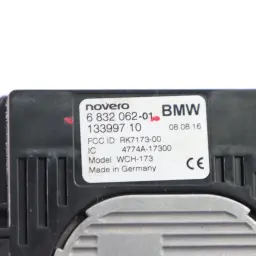 novero
6 832 062-01 BMW
133997 10 08.08.16
FCC ID RK7173-00
IC 4774A-17300
Model WCH-173
Made in Germany CE